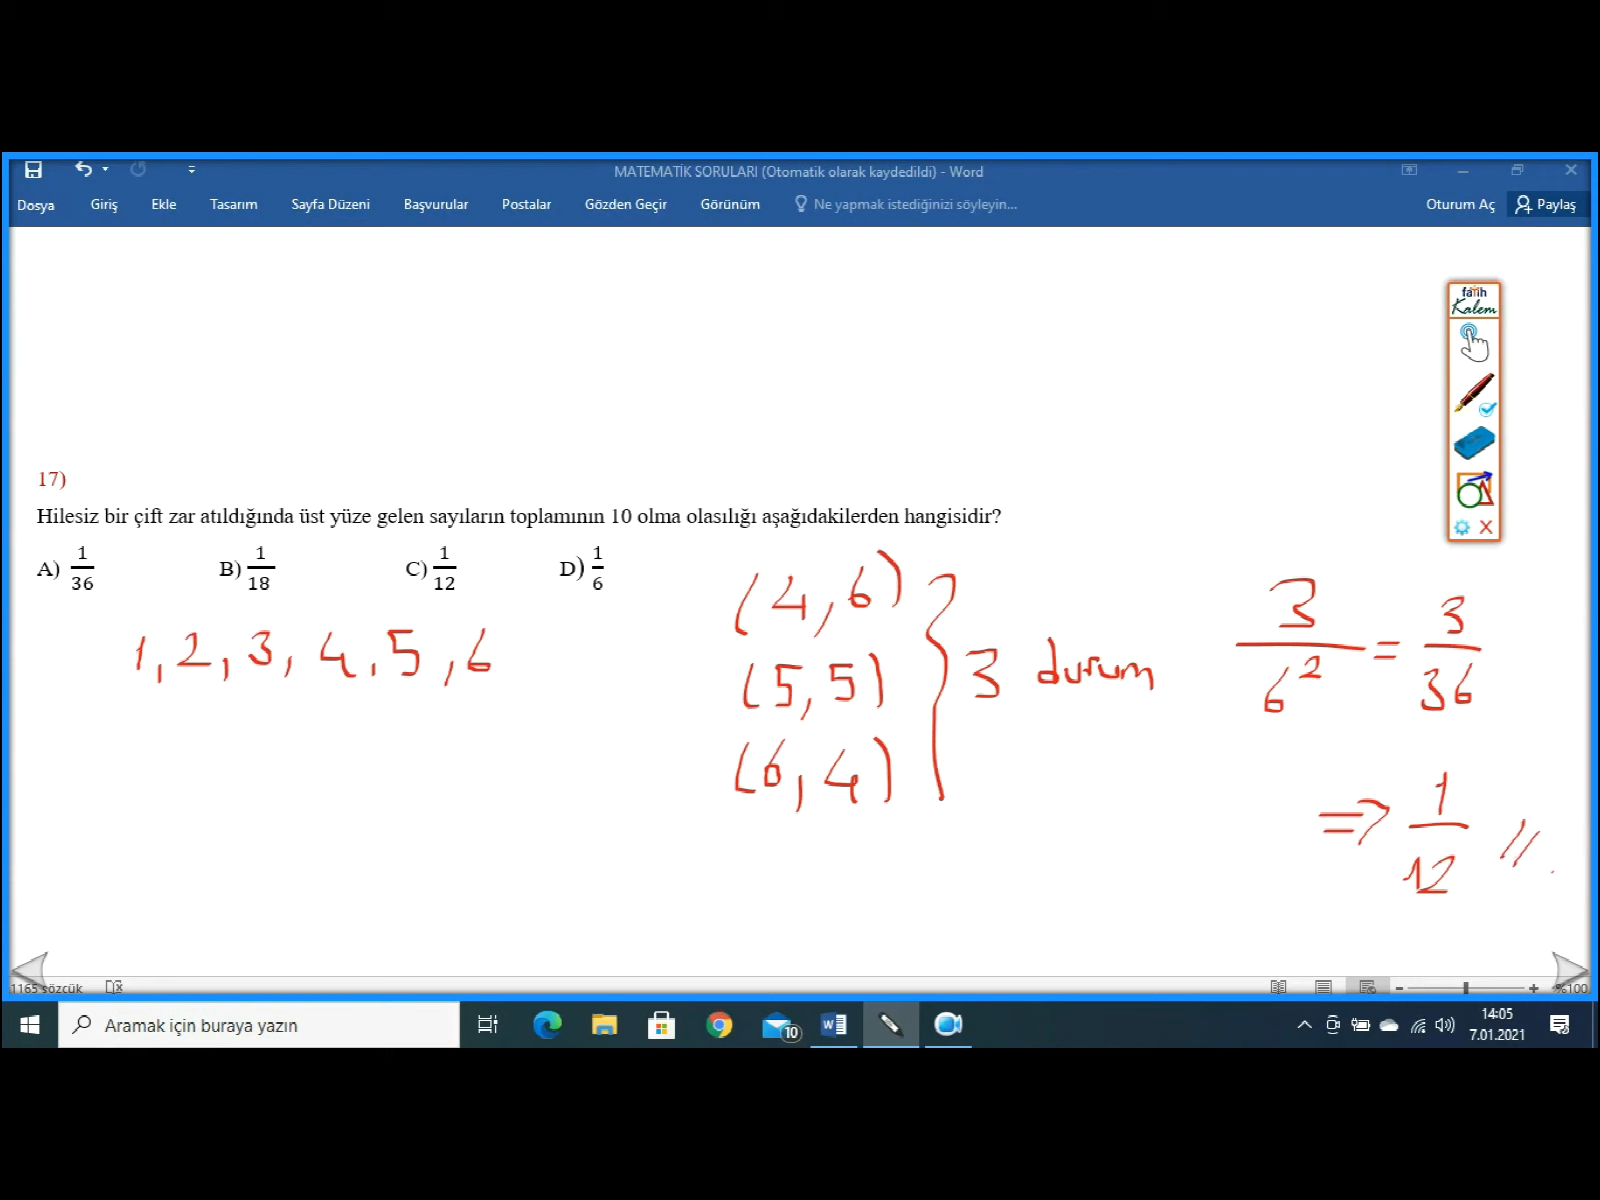 MATEMATİK SORULARI (Otomatik olarak kaydedildi) - Word
Dosya Giriş Ekle Tasarım Sayfa Düzeni Başvurular Postalar Gözden Geçir Görünüm Ne yapmak istediğinizi söyleyin... Oturum Aç Paylaş
fatih
Kalem
17)
Hilesiz bir çift zar atıldığında üst yüze gelen sayıların toplamının 10 olma olasılığı aşağıdakilerden hangisidir?
A) 1/36 B) 1/18 C) 1/12 D) 1/6
1, 2, 3, 4, 5, 6
(4, 6)
(5, 5) } 3 durum
(6, 4)
3/6² = 3/36
⇒ 1/12 //.
1165 sözcük %100
Aramak için buraya yazın
10
14:05
7.01.2021